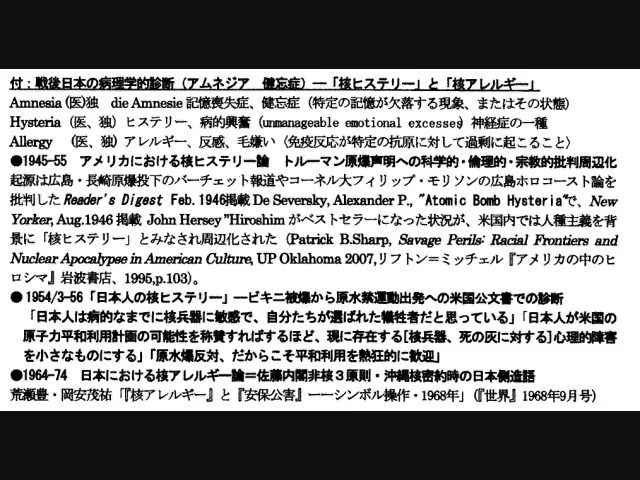 付：戦後日本の病理学的診断（アムネジア　健忘症）―「核ヒステリー」と「核アレルギー」
Amnesia (医)独　die Amnesie 記憶喪失症、健忘症（特定の記憶が欠落する現象、またはその状態）
Hysteria（医、独）ヒステリー、病的興奮（unmanageable emotional excesses）神経症の一種
Allergy　（医、独）アレルギー、反感、毛嫌い（免疫反応が特定の抗原に対して過剰に起こること）
●1945-55　アメリカにおける核ヒステリー論　トルーマン原爆声明への科学的・倫理的・宗教的批判周辺化
起源は広島・長崎原爆投下のバーチェット報道やコーネル大フィリップ・モリソンの広島ホロコースト論を
批判した Reader's Digest Feb. 1946掲載 De Seversky, Alexander P., "Atomic Bomb Hysteria"で、New
Yorker, Aug.1946 掲載 John Hersey "Hiroshim がベストセラーになった状況が、米国内では人種主義を背
景に「核ヒステリー」とみなされ周辺化された（Patrick B.Sharp, Savage Perils: Racial Frontiers and
Nuclear Apocalypse in American Culture, UP Oklahoma 2007,リフトン＝ミッチェル『アメリカの中のヒ
ロシマ』岩波書店、1995,p.103)。
● 1954/3-56「日本人の核ヒステリー」―ビキニ被爆から原水禁運動出発への米国公文書での診断
「日本人は病的なまでに核兵器に敏感で、自分たちが選ばれた犠牲者だと思っている」「日本人が米国の
原子力平和利用計画の可能性を称賛すればするほど、現に存在する[核兵器、死の灰に対する]心理的障害
を小さなものにする」「原水爆反対、だからこそ平和利用を熱狂的に歓迎」
●1964-74　日本における核アレルギー論＝佐藤内閣非核３原則・沖縄核密約時の日本側造語
荒瀬豊・岡安茂祐「『核アレルギー』と『安保公害』ーーシンボル操作・1968年」（『世界』1968年9月号）